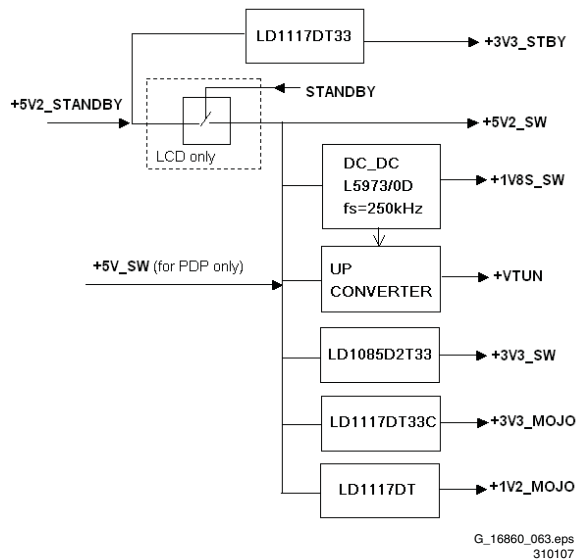 LD1117DT33
+3V3_STBY
STANDBY
+5V2_STANDBY
+5V2_SW
LCD only
DC_DC
L5973/0D
fs=250kHz
+1V8S_SW
+5V_SW (for PDP only)
UP
CONVERTER
+VTUN
LD1085D2T33
+3V3_SW
LD1117DT33C
+3V3_MOJO
LD1117DT
+1V2_MOJO
G_16860_063.eps
310107